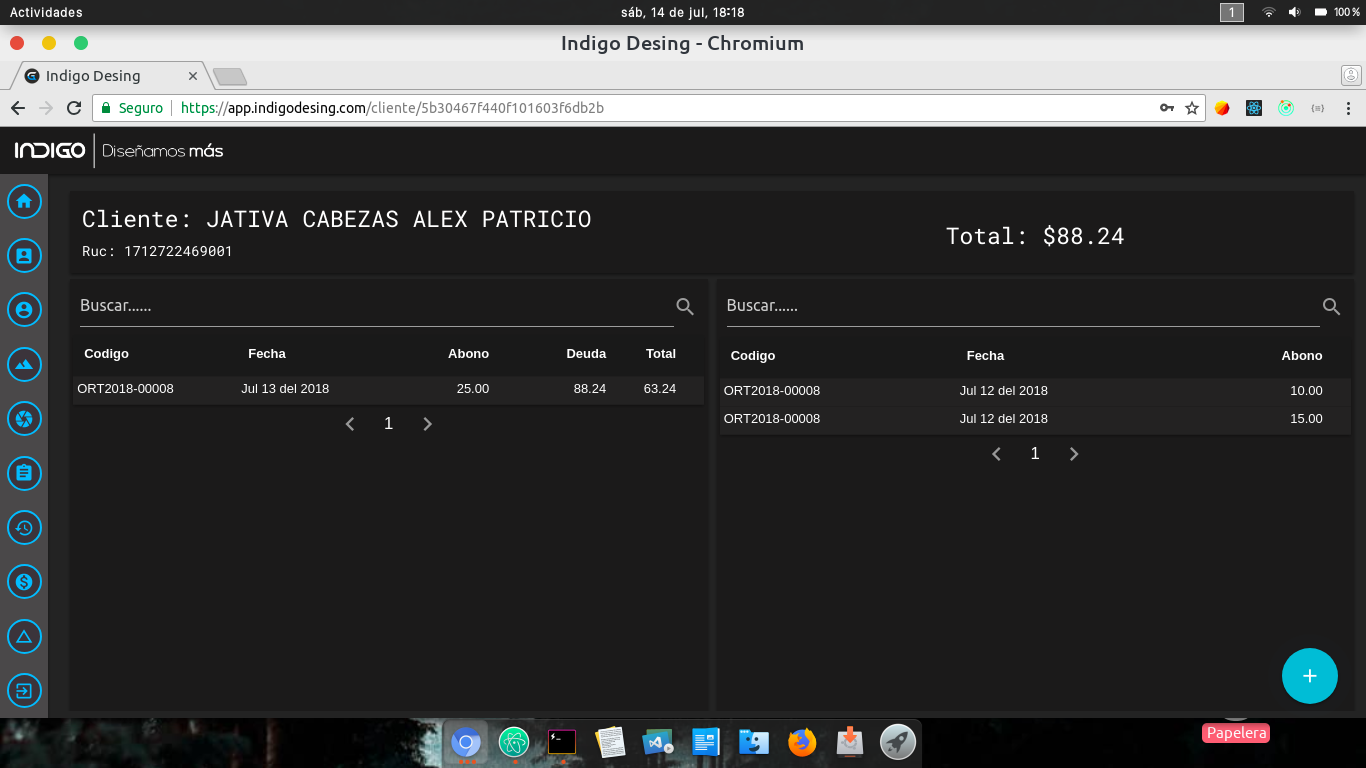 Actividades
sáb, 14 de jul, 18:18
1
100 %
Indigo Desing - Chromium
Indigo Desing
Seguro
https://app.indigodesing.com/cliente/5b30467f440f101603f6db2b
INDIGO
Diseñamos más
Cliente: JATIVA CABEZAS ALEX PATRICIO
Ruc: 1712722469001
Total: $88.24
Buscar......
Codigo Fecha Abono Deuda Total
ORT2018-00008 Jul 13 del 2018 25.00 88.24 63.24
1
Buscar......
Codigo Fecha Abono
ORT2018-00008 Jul 12 del 2018 10.00
ORT2018-00008 Jul 12 del 2018 15.00
1
Papelera